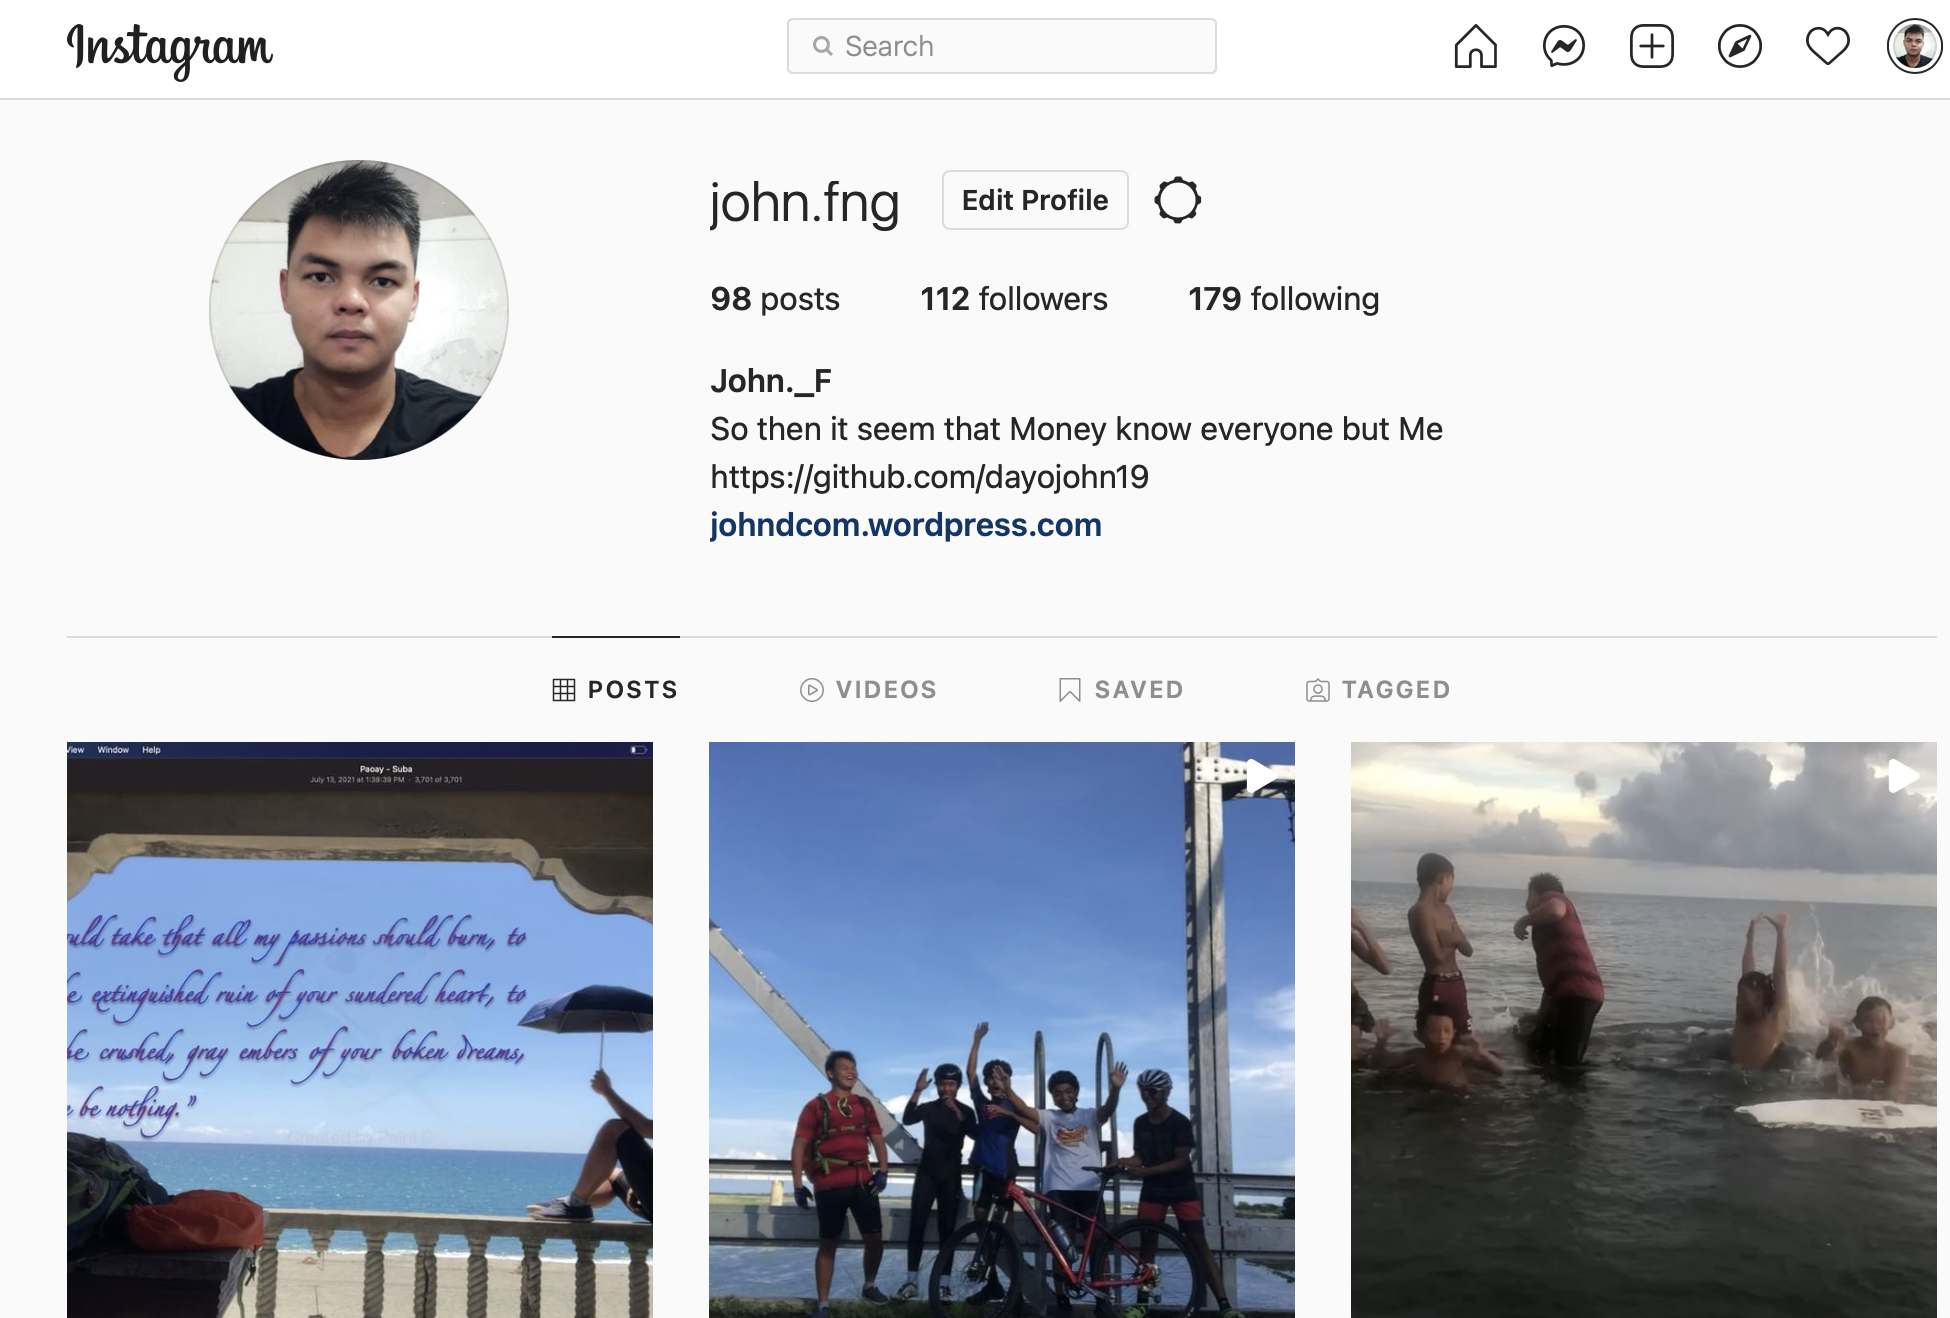 Instagram
Search
john.fng Edit Profile
98 posts 112 followers 179 following
John._F
So then it seem that Money know everyone but Me
https://github.com/dayojohn19
johndcom.wordpress.com
POSTS VIDEOS SAVED TAGGED
View Window Help
Paoay - Suba
July 13, 2021 at 1:38:39 PM - 3,701 of 3,701
uld take that all my passions should burn, to
e extinguished ruin of your sundered heart, to
he crushed, gray embers of your boken dreams,
e be nothing.”
Created by Paint S